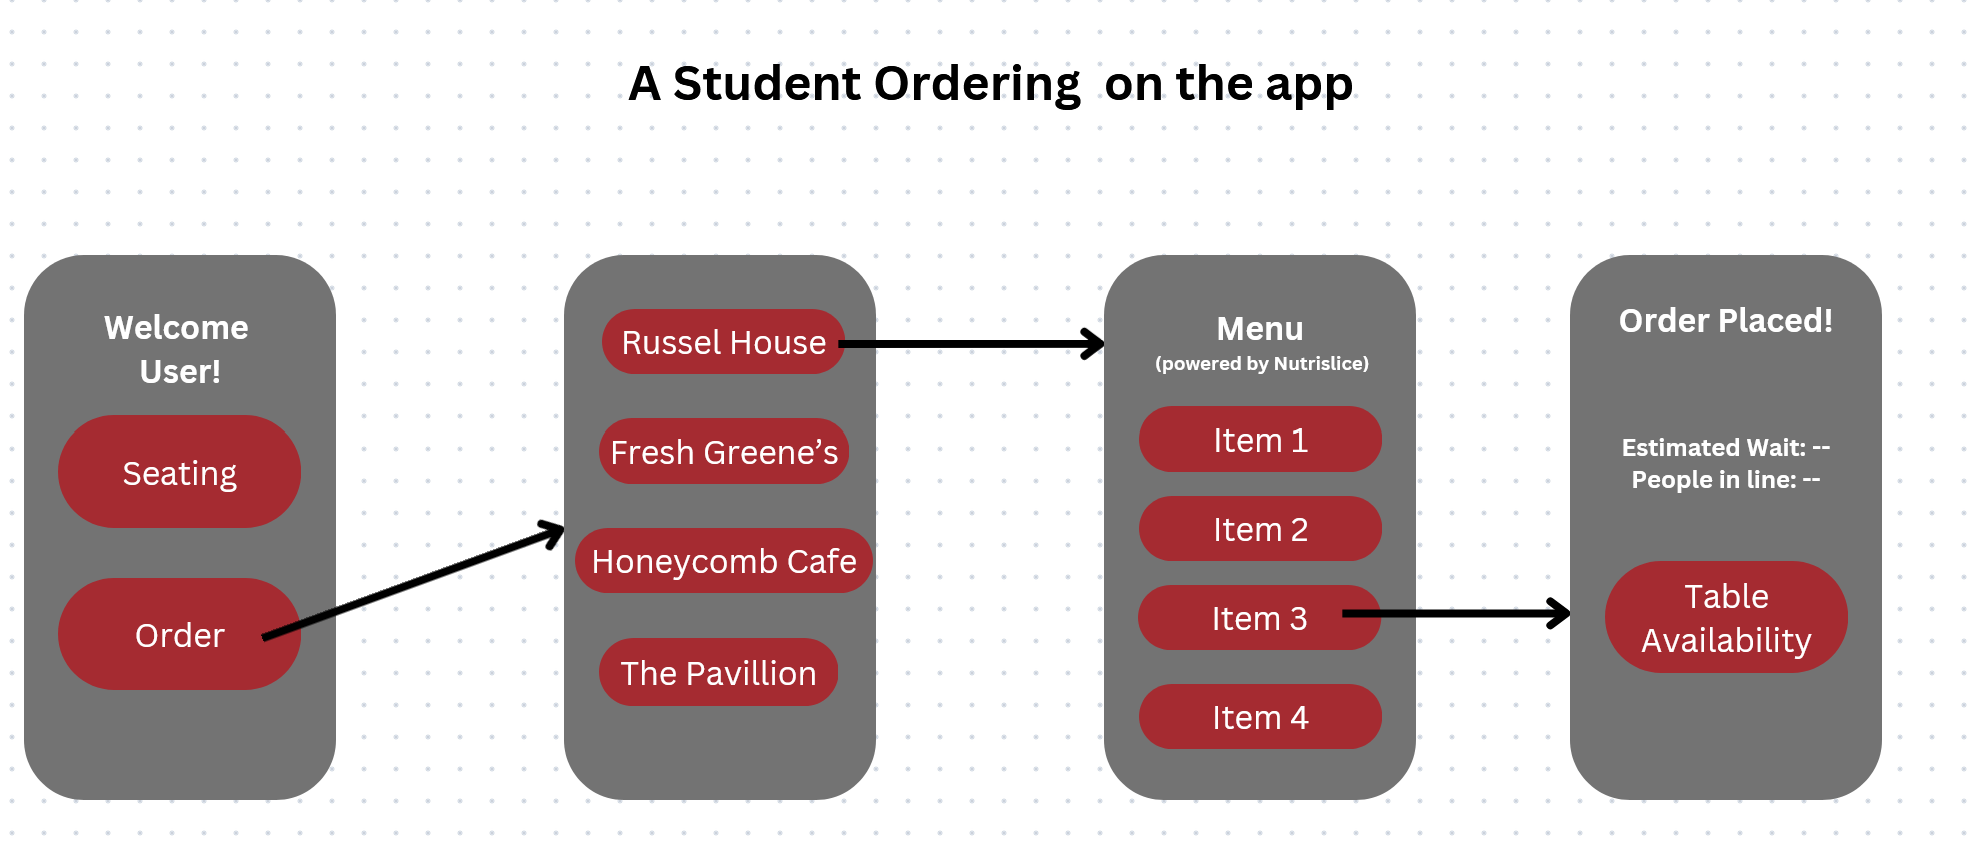 A Student Ordering on the app
Welcome
User!
Seating
Order
Russel House
Fresh Greene's
Honeycomb Cafe
The Pavillion
Menu
(powered by Nutrislice)
Item 1
Item 2
Item 3
Item 4
Order Placed!
Estimated Wait: --
People in line: --
Table
Availability